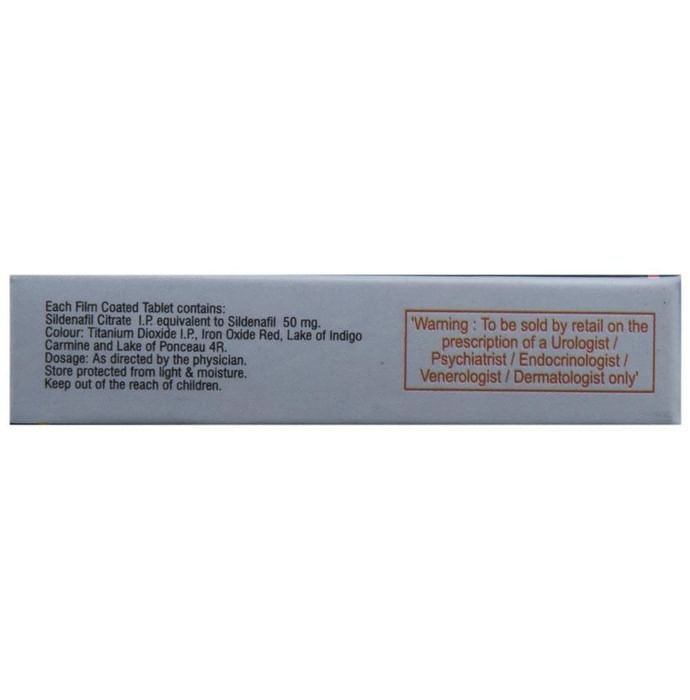 Each Film Coated Tablet contains:
Sildenafil Citrate I.P. equivalent to Sildenafil 50 mg.
Colour: Titanium Dioxide I.P., Iron Oxide Red, Lake of Indigo
Carmine and Lake of Ponceau 4R.
Dosage: As directed by the physician.
Store protected from light & moisture.
Keep out of the reach of children.
'Warning : To be sold by retail on the
prescription of a Urologist /
Psychiatrist / Endocrinologist /
Venerologist / Dermatologist only'